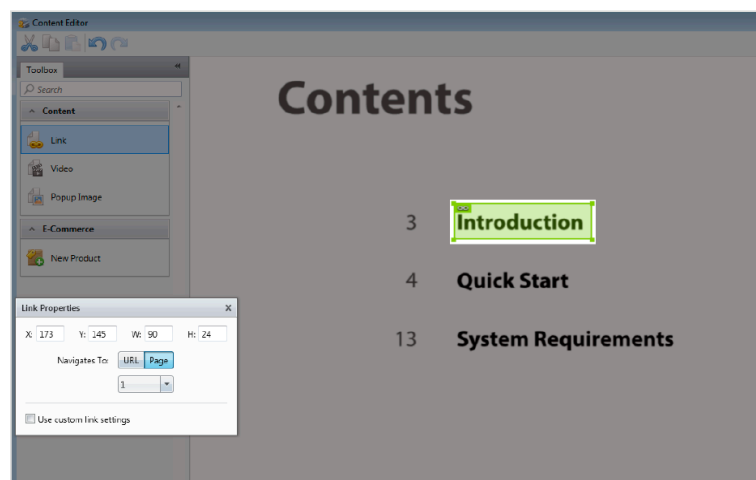 Content Editor
Toolbox
Search
Content
Link
Video
Popup Image
E-Commerce
New Product
Link Properties
X: 173 Y: 145 W: 90 H: 24
Navigates To: URL Page
1
Use custom link settings
Contents
3 Introduction
4 Quick Start
13 System Requirements